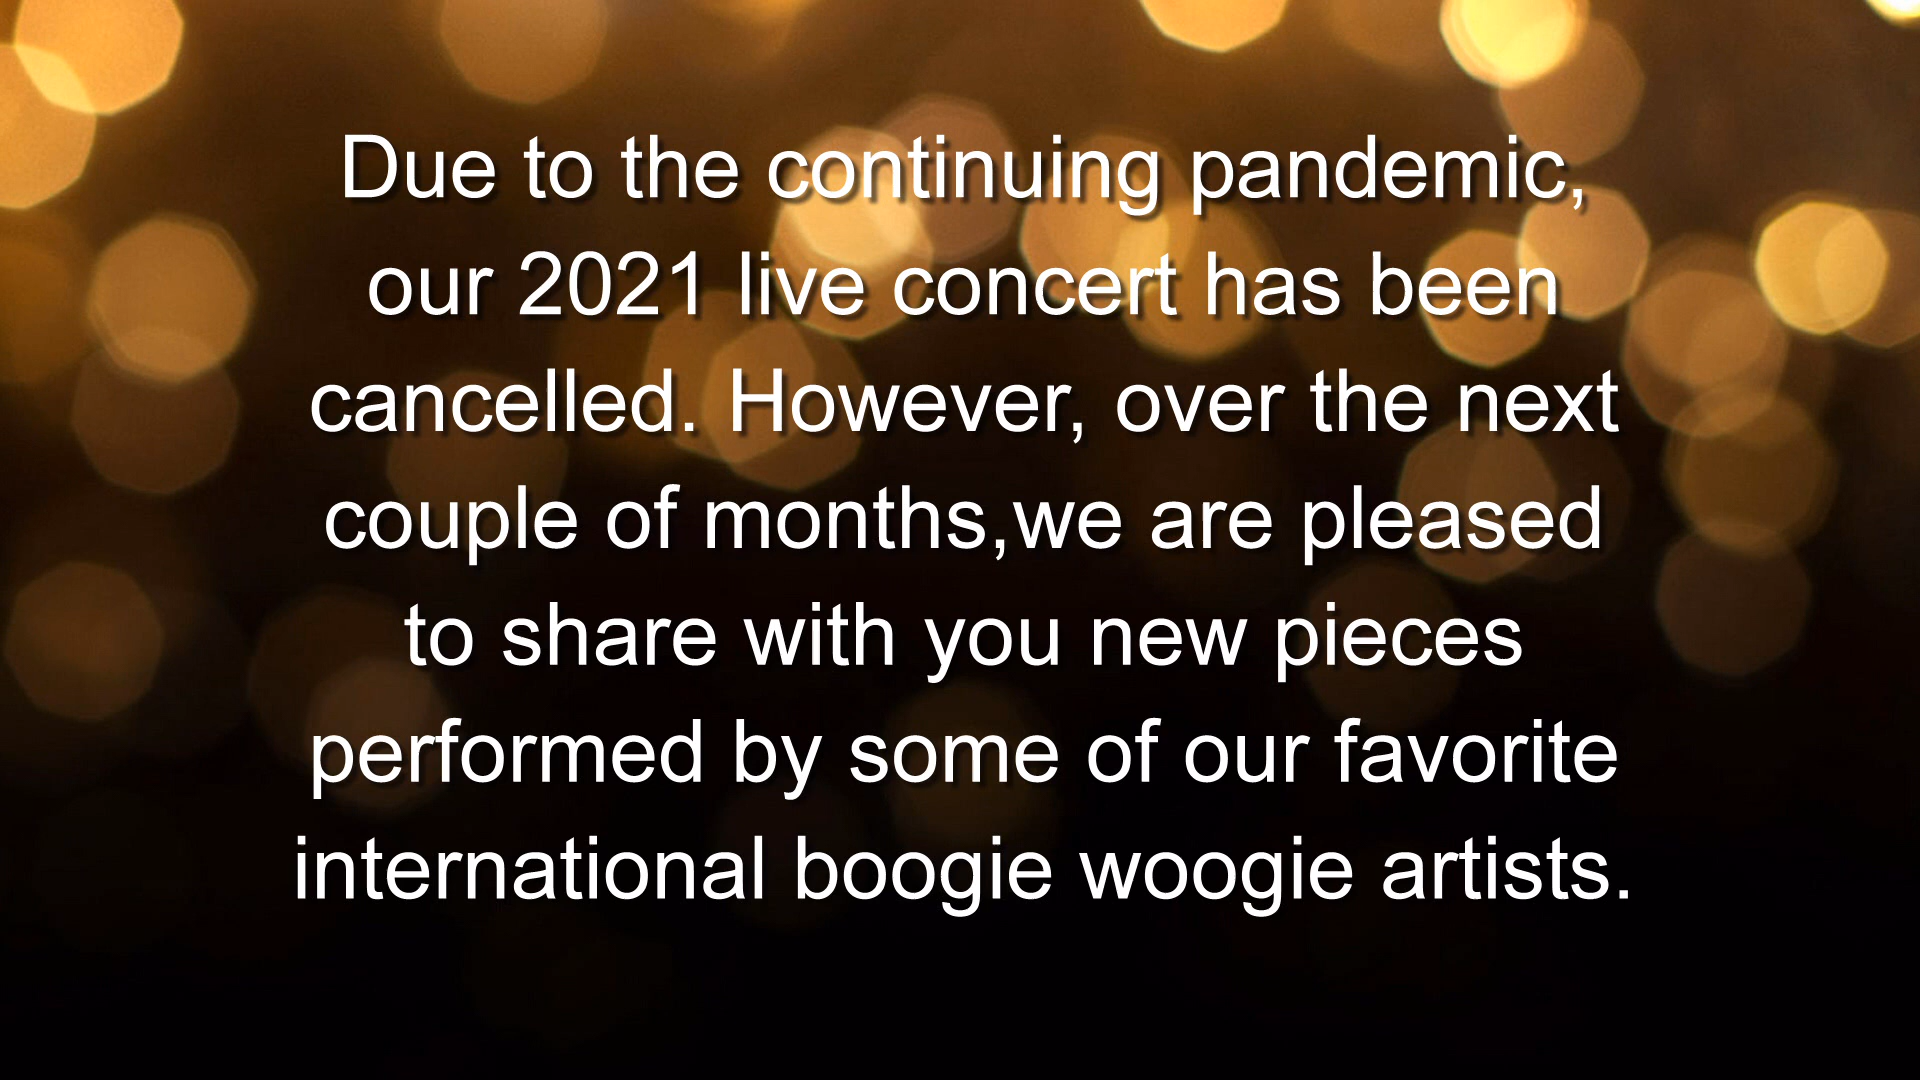 Due to the continuing pandemic,
our 2021 live concert has been
cancelled. However, over the next
couple of months,we are pleased
to share with you new pieces
performed by some of our favorite
international boogie woogie artists.